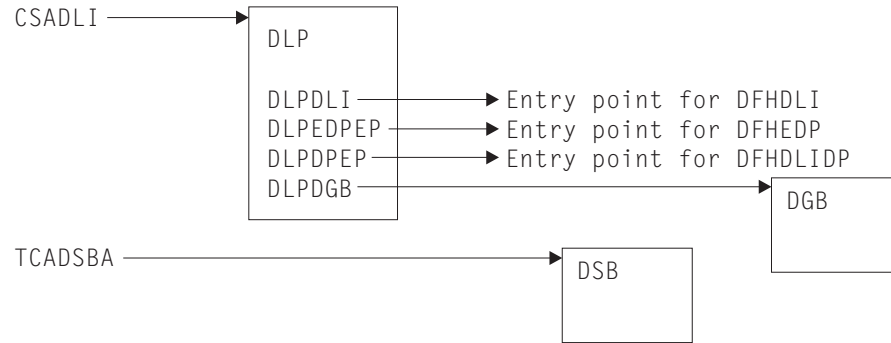 CSADLI
DLP
DLPDLI Entry point for DFHDLI
DLPEDPEP Entry point for DFHEDP
DLPDPEP Entry point for DFHDLIDP
DLPDGB
DGB
TCADSBA
DSB